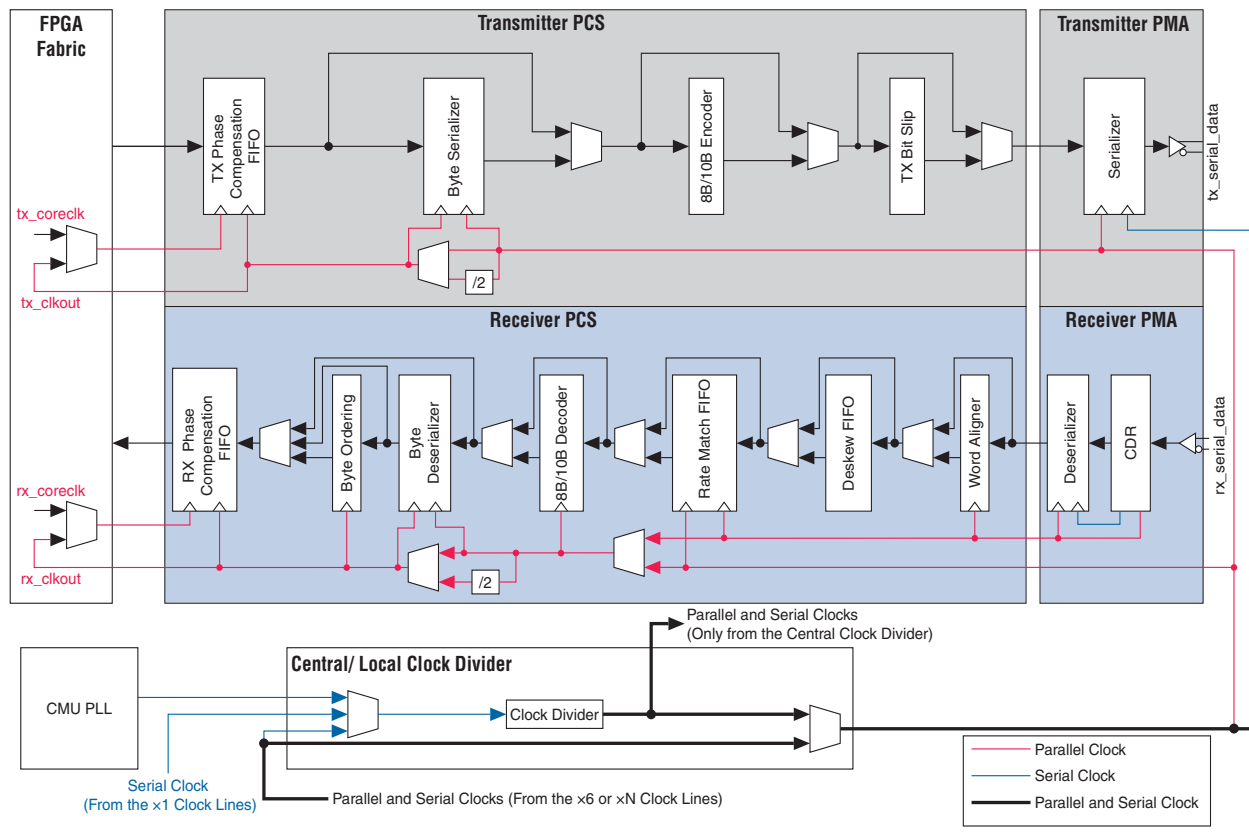 FPGA
Fabric
Transmitter PCS
Transmitter PMA
TX Phase
Compensation
FIFO
Byte Serializer
8B/10B Encoder
TX Bit Slip
Serializer
tx_serial_data
tx_coreclk
tx_clkout
/2
Receiver PCS
Receiver PMA
RX Phase
Compensation
FIFO
Byte Ordering
Byte
Deserializer
8B/10B Decoder
Rate Match FIFO
Deskew FIFO
Word Aligner
Deserializer
CDR
rx_serial_data
rx_coreclk
rx_clkout
/2
Parallel and Serial Clocks
(Only from the Central Clock Divider)
Central/ Local Clock Divider
CMU PLL
Clock Divider
Serial Clock
(From the ×1 Clock Lines)
Parallel and Serial Clocks (From the ×6 or ×N Clock Lines)
Parallel Clock
Serial Clock
Parallel and Serial Clock